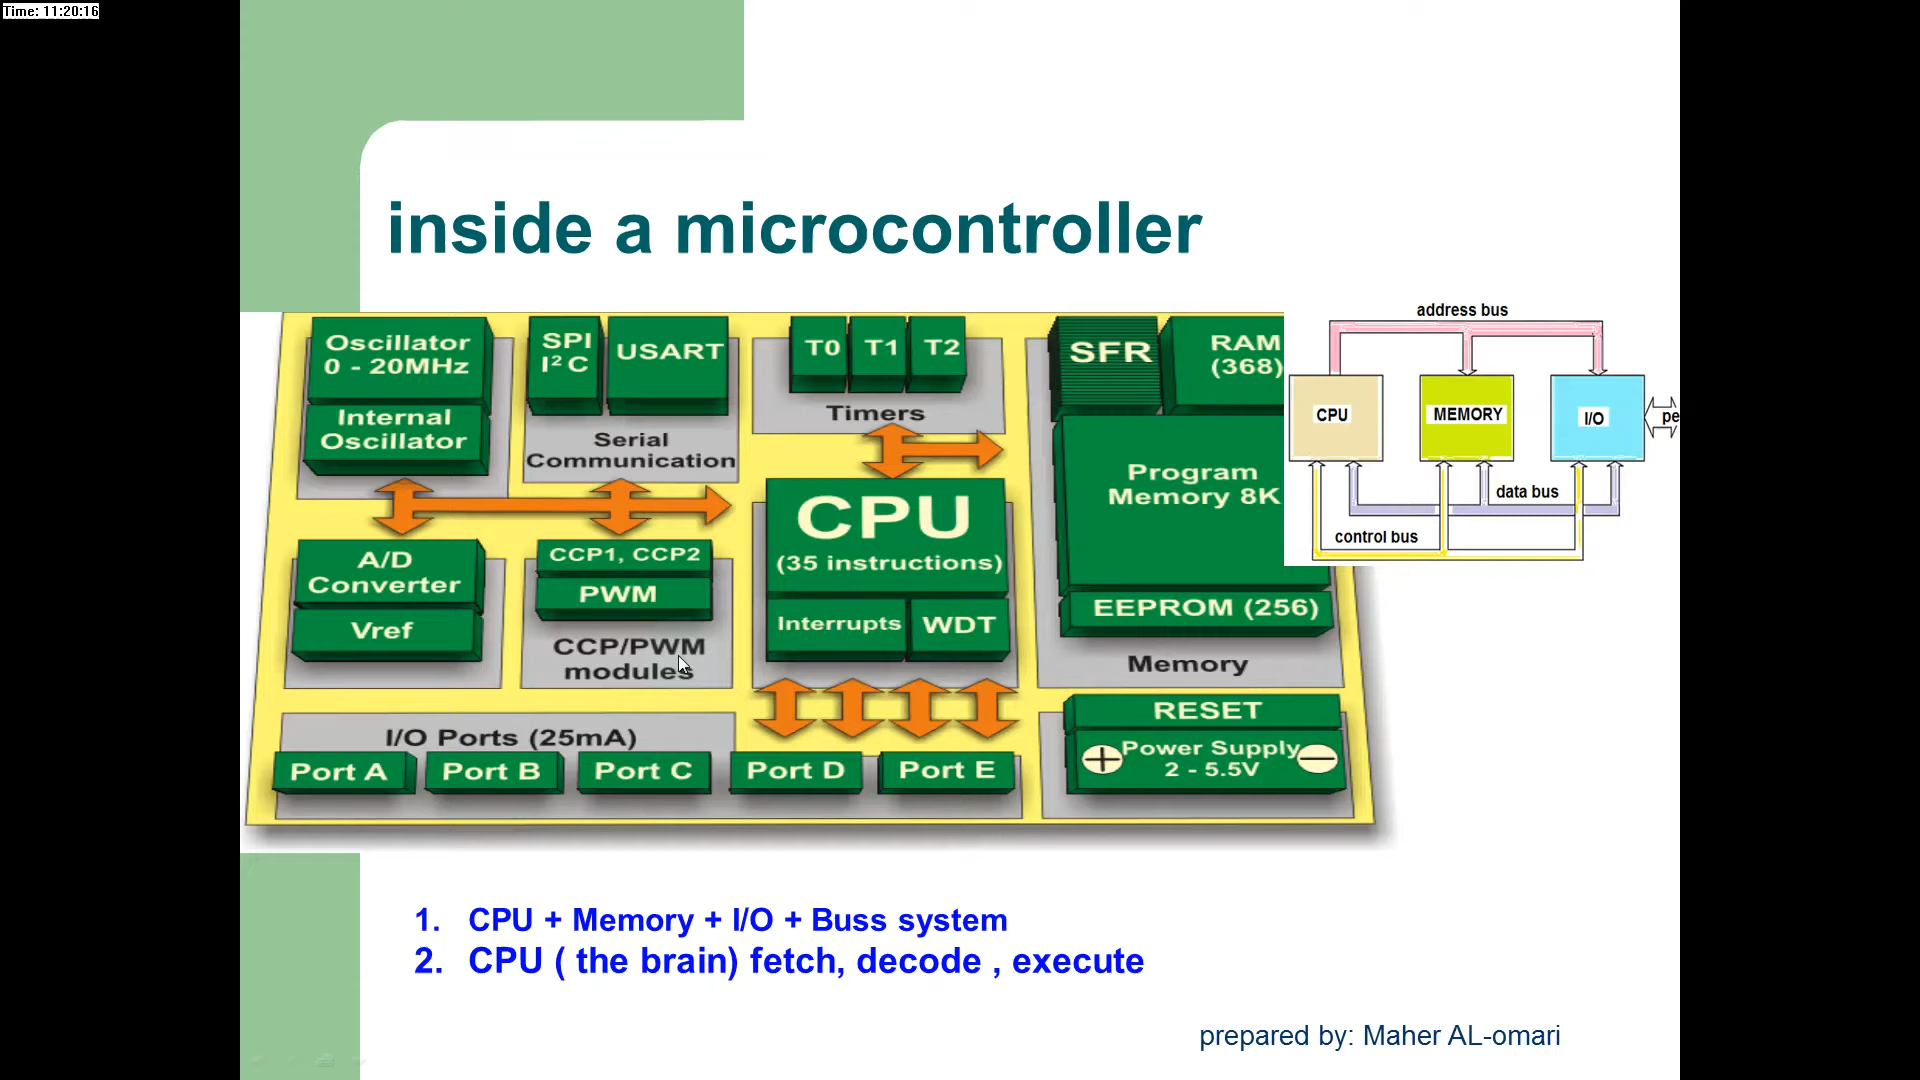 Time: 11:20:16
inside a microcontroller
Oscillator
0 - 20MHz
Internal
Oscillator
SPI
I²C
USART
Serial
Communication
T0
T1
T2
Timers
SFR
RAM
(368)
Program
Memory 8K
EEPROM (256)
Memory
address bus
CPU
MEMORY
I/O
pe
data bus
control bus
A/D
Converter
Vref
CCP1, CCP2
PWM
CCP/PWM
modules
CPU
(35 instructions)
Interrupts
WDT
I/O Ports (25mA)
Port A
Port B
Port C
Port D
Port E
RESET
+
Power Supply
2 - 5.5V
−
1. CPU + Memory + I/O + Buss system
2. CPU ( the brain) fetch, decode , execute
prepared by: Maher AL-omari